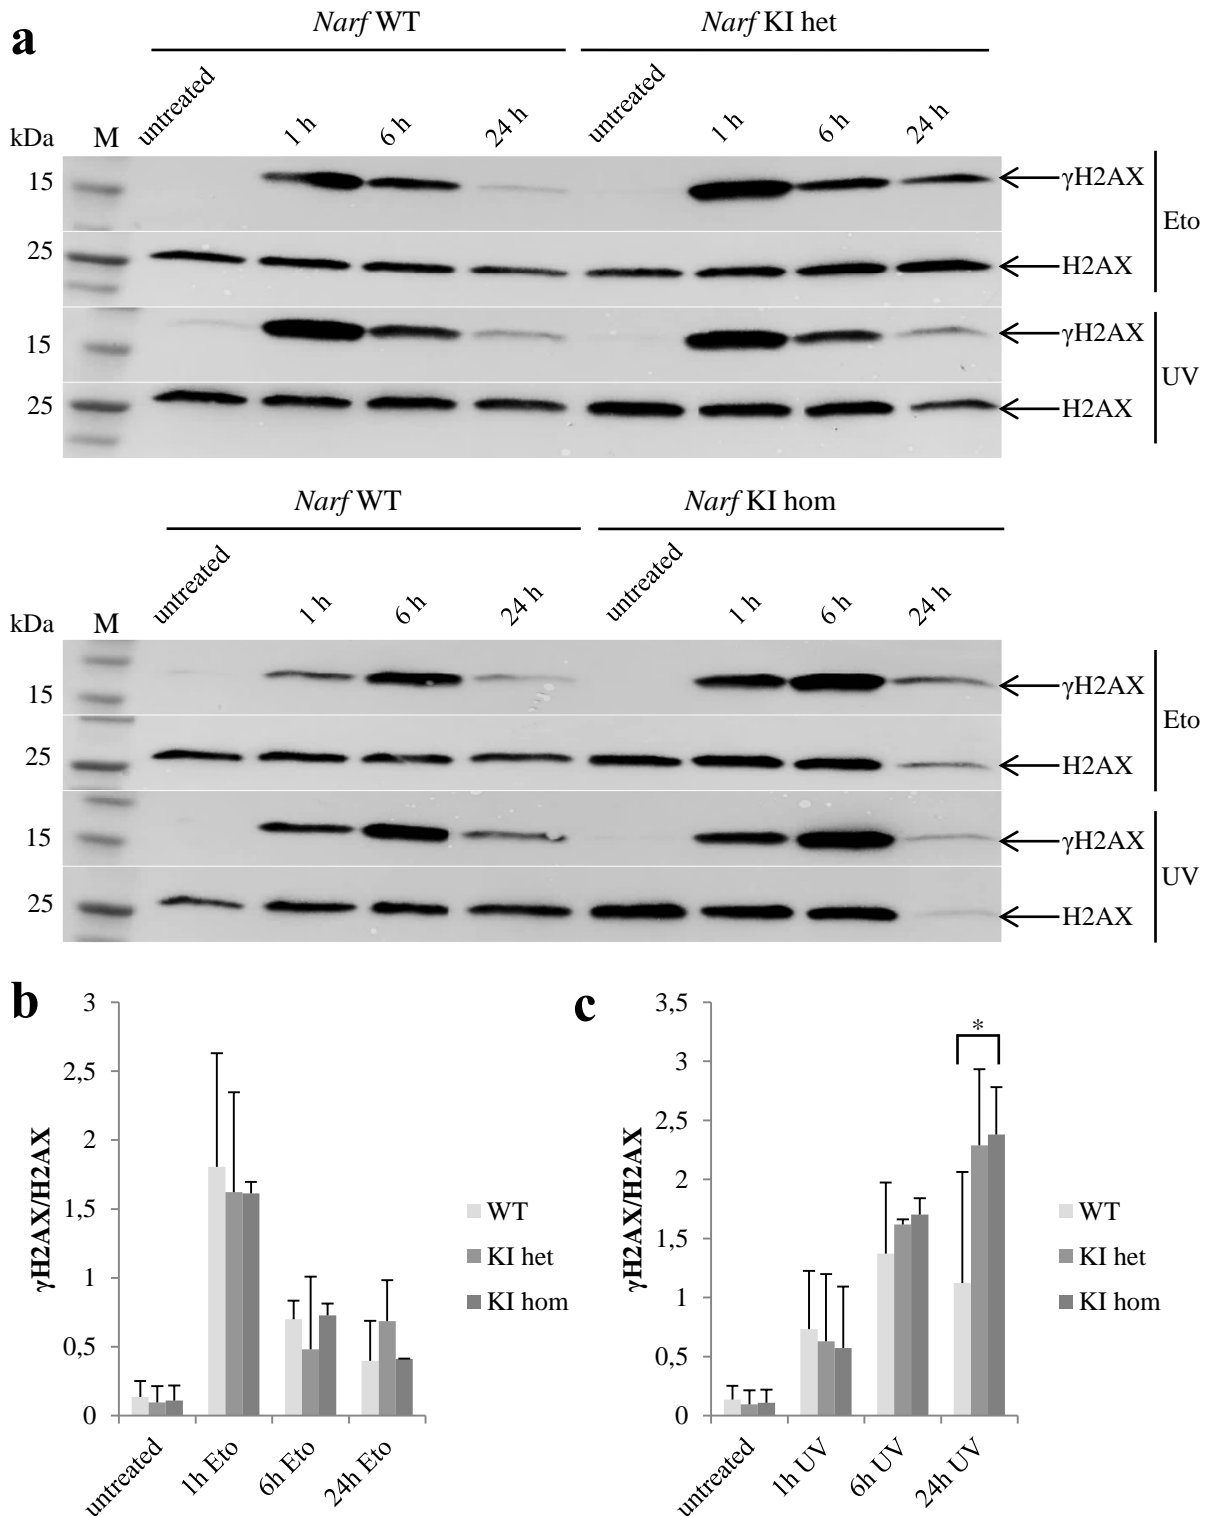 a
Narf WT Narf KI het
kDa M untreated 1 h 6 h 24 h untreated 1 h 6 h 24 h
15 γH2AX
Eto
25 H2AX
15 γH2AX
UV
25 H2AX
Narf WT Narf KI hom
kDa M untreated 1 h 6 h 24 h untreated 1 h 6 h 24 h
15 γH2AX
Eto
25 H2AX
15 γH2AX
UV
25 H2AX
b
γH2AX/H2AX
3
2,5
2
1,5
1
0,5
0
untreated 1h Eto 6h Eto 24h Eto
WT
KI het
KI hom
c
γH2AX/H2AX
3,5
3
2,5
2
1,5
1
0,5
0
*
untreated 1h UV 6h UV 24h UV
WT
KI het
KI hom